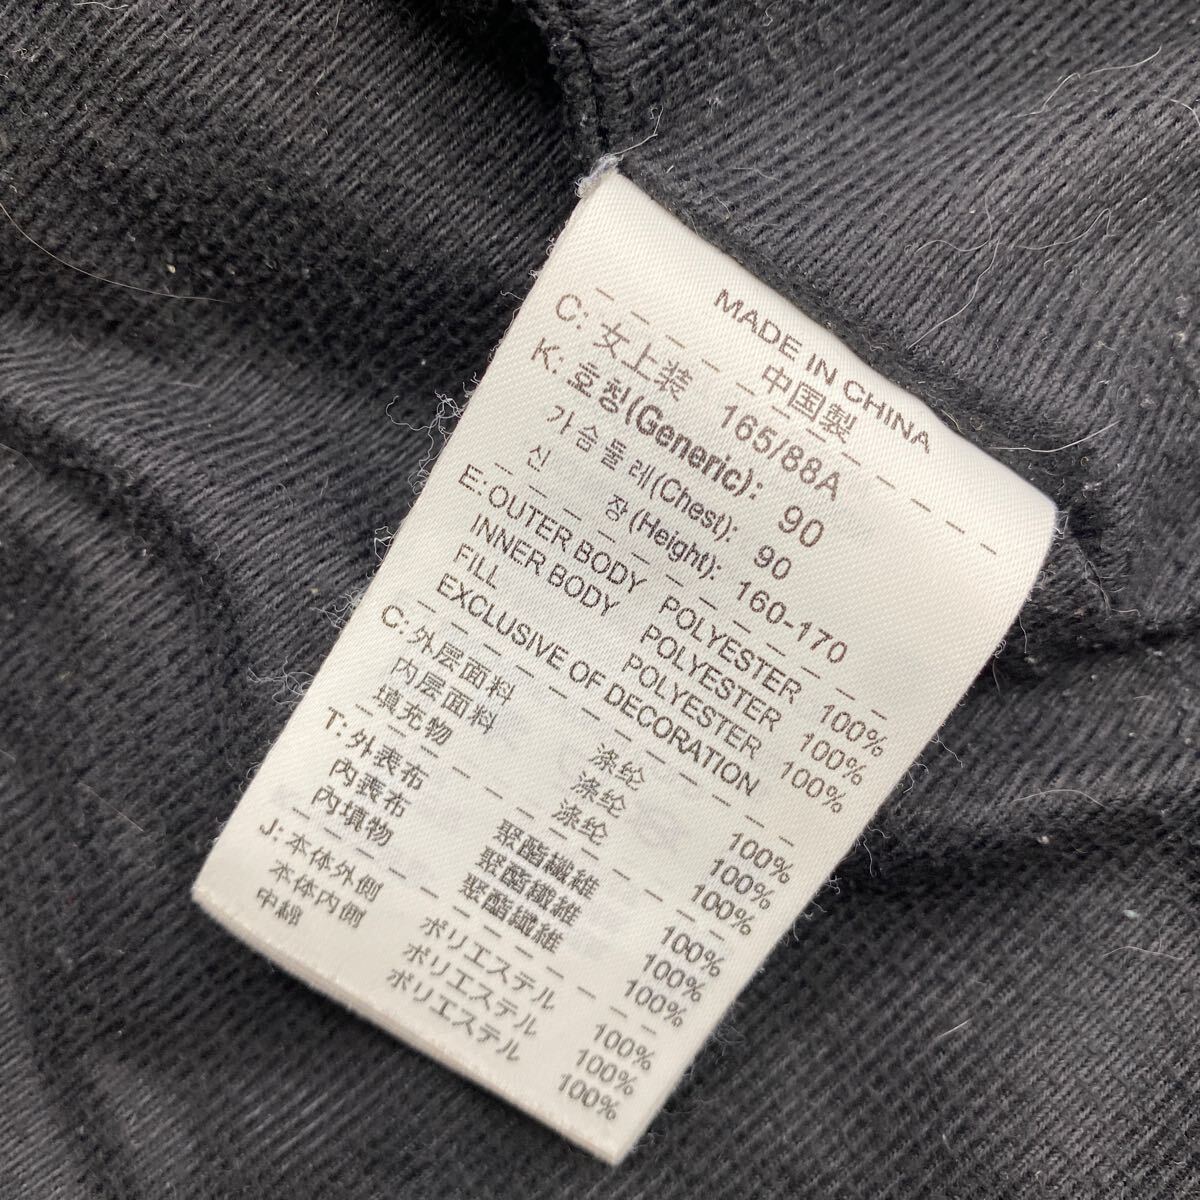 MADE IN CHINA
中国製
C: 女上装 165/88A
K: 호칭(Generic): 90
가슴둘레(Chest): 90
신 장(Height): 160-170
E: OUTER BODY POLYESTER 100%
INNER BODY POLYESTER 100%
FILL POLYESTER 100%
EXCLUSIVE OF DECORATION
C: 外层面料 涤纶 100%
内层面料 涤纶 100%
填充物 涤纶 100%
T: 外表布 聚酯纖維 100%
內表布 聚酯纖維 100%
內填物 聚酯纖維 100%
J: 本体外側 ポリエステル 100%
本体内側 ポリエステル 100%
中綿 ポリエステル 100%